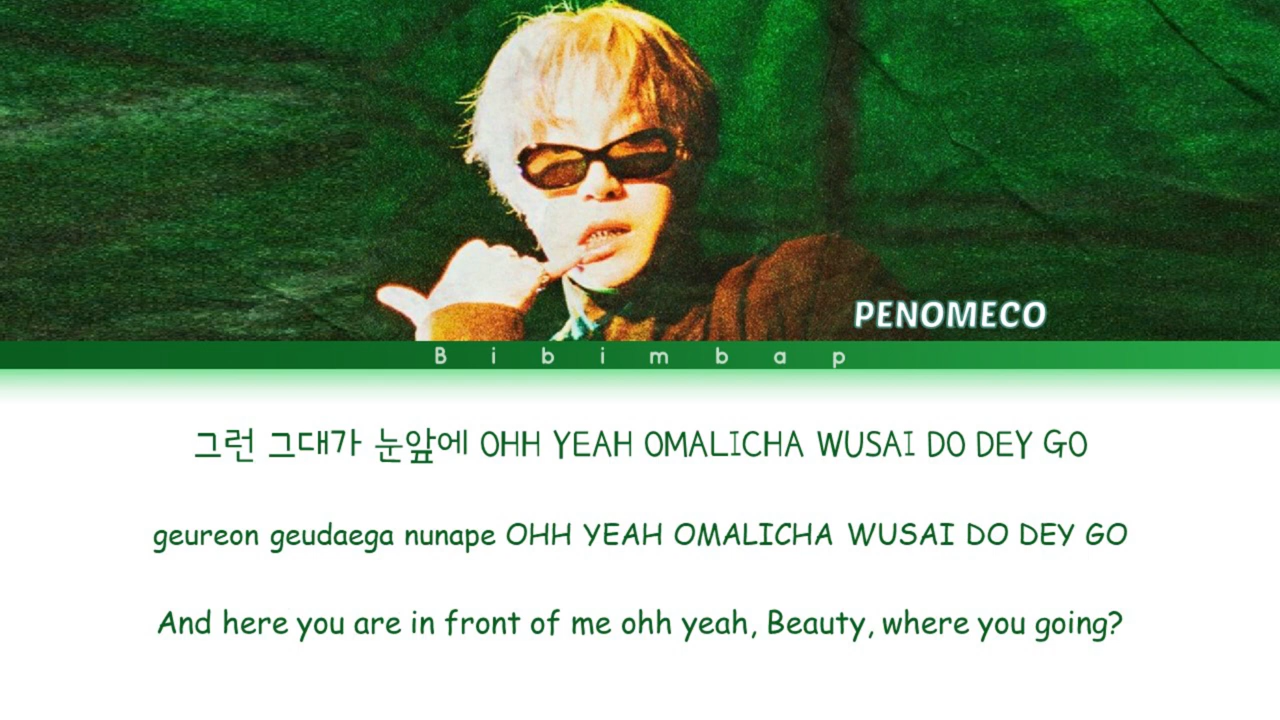 PENOMECO
Bibimbap
그런 그대가 눈앞에 OHH YEAH OMALICHA WUSAI DO DEY GO
geureon geudaega nunape OHH YEAH OMALICHA WUSAI DO DEY GO
And here you are in front of me ohh yeah, Beauty, where you going?